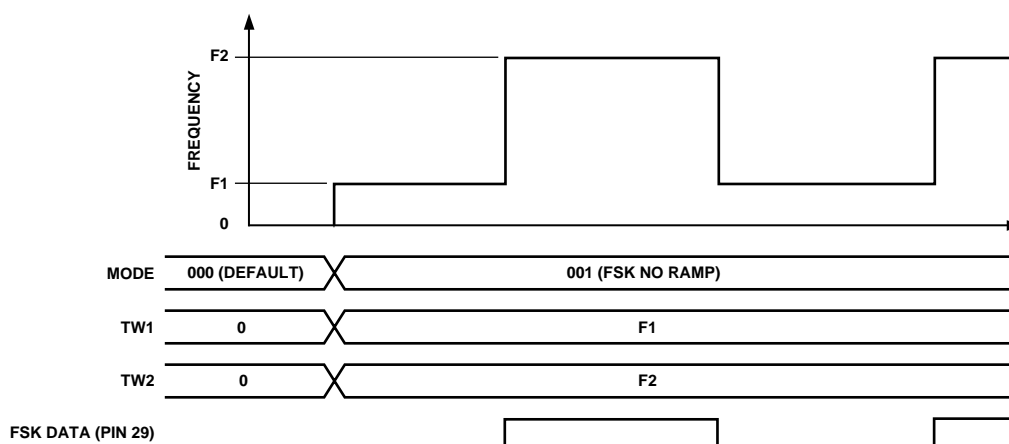 F2
FREQUENCY
F1
0
MODE 000 (DEFAULT) 001 (FSK NO RAMP)
TW1 0 F1
TW2 0 F2
FSK DATA (PIN 29)